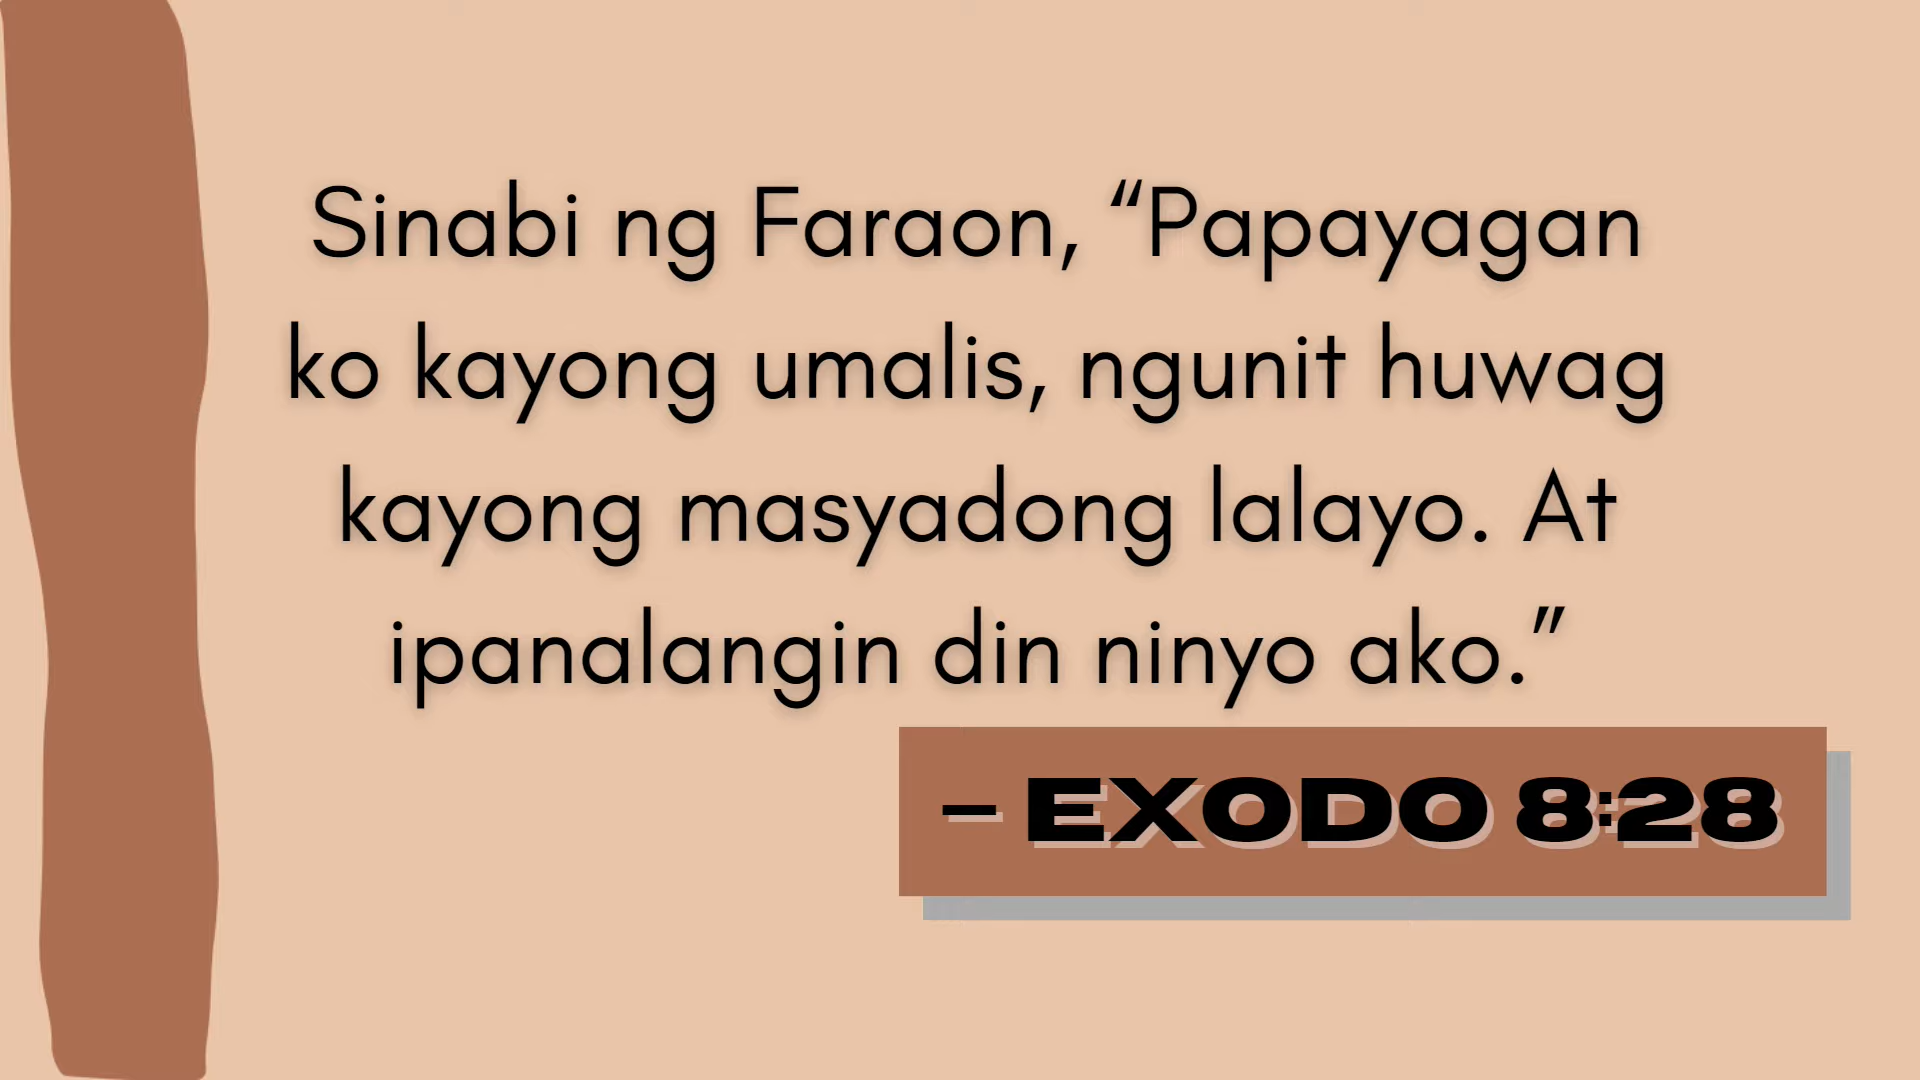 Sinabi ng Faraon, “Papayagan
ko kayong umalis, ngunit huwag
kayong masyadong lalayo. At
ipanalangin din ninyo ako.”
– EXODO 8:28